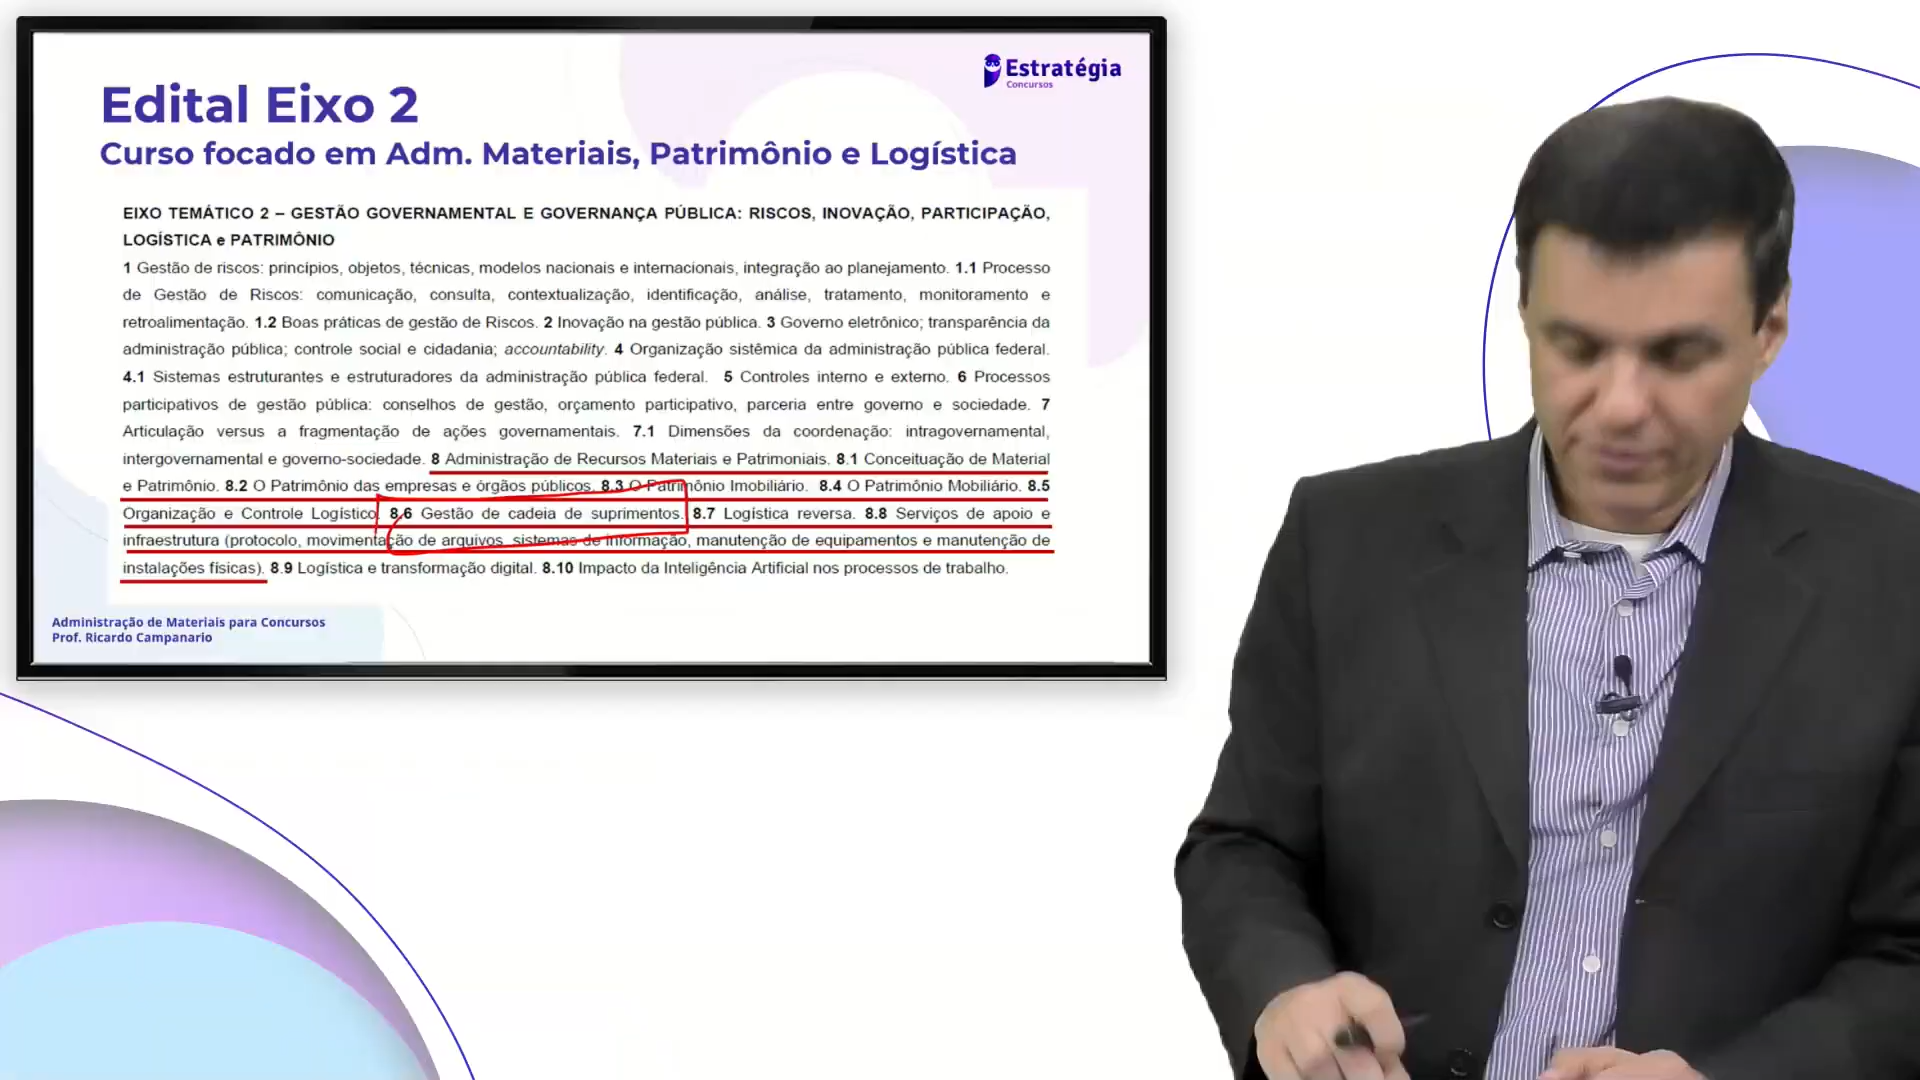 Estratégia
Concursos
Edital Eixo 2
Curso focado em Adm. Materiais, Patrimônio e Logística
EIXO TEMÁTICO 2 – GESTÃO GOVERNAMENTAL E GOVERNANÇA PÚBLICA: RISCOS, INOVAÇÃO, PARTICIPAÇÃO,
LOGÍSTICA e PATRIMÔNIO
1 Gestão de riscos: princípios, objetos, técnicas, modelos nacionais e internacionais, integração ao planejamento. 1.1 Processo
de Gestão de Riscos: comunicação, consulta, contextualização, identificação, análise, tratamento, monitoramento e
retroalimentação. 1.2 Boas práticas de gestão de Riscos. 2 Inovação na gestão pública. 3 Governo eletrônico; transparência da
administração pública; controle social e cidadania; accountability. 4 Organização sistêmica da administração pública federal.
4.1 Sistemas estruturantes e estruturadores da administração pública federal. 5 Controles interno e externo. 6 Processos
participativos de gestão pública: conselhos de gestão, orçamento participativo, parceria entre governo e sociedade. 7
Articulação versus a fragmentação de ações governamentais. 7.1 Dimensões da coordenação: intragovernamental,
intergovernamental e governo-sociedade. 8 Administração de Recursos Materiais e Patrimoniais. 8.1 Conceituação de Material
e Patrimônio. 8.2 O Patrimônio das empresas e órgãos públicos. 8.3 O Patrimônio Imobiliário. 8.4 O Patrimônio Mobiliário. 8.5
Organização e Controle Logístico. 8.6 Gestão de cadeia de suprimentos. 8.7 Logística reversa. 8.8 Serviços de apoio e
infraestrutura (protocolo, movimentação de arquivos, sistemas de informação, manutenção de equipamentos e manutenção de
instalações físicas). 8.9 Logística e transformação digital. 8.10 Impacto da Inteligência Artificial nos processos de trabalho.
Administração de Materiais para Concursos
Prof. Ricardo Campanario